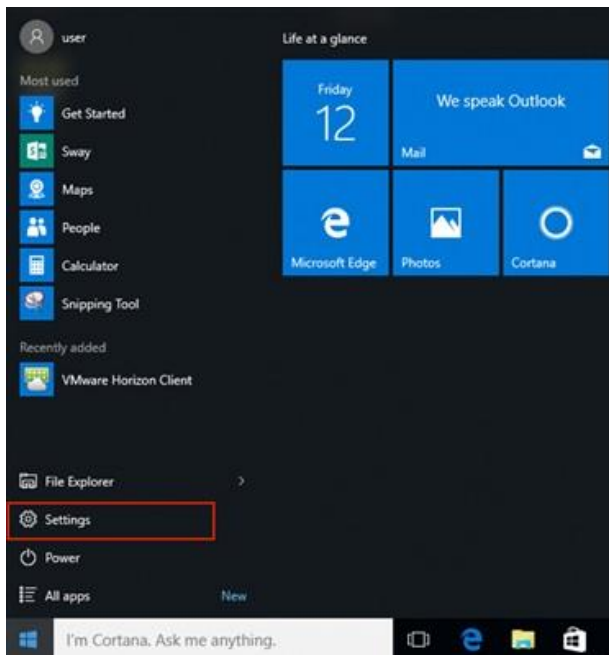 user
Most used
Get Started
Sway
Maps
People
Calculator
Snipping Tool
Recently added
VMware Horizon Client
File Explorer
Settings
Power
All apps New
Life at a glance
Friday
12
We speak Outlook
Mail
Microsoft Edge
Photos
Cortana
I'm Cortana. Ask me anything.